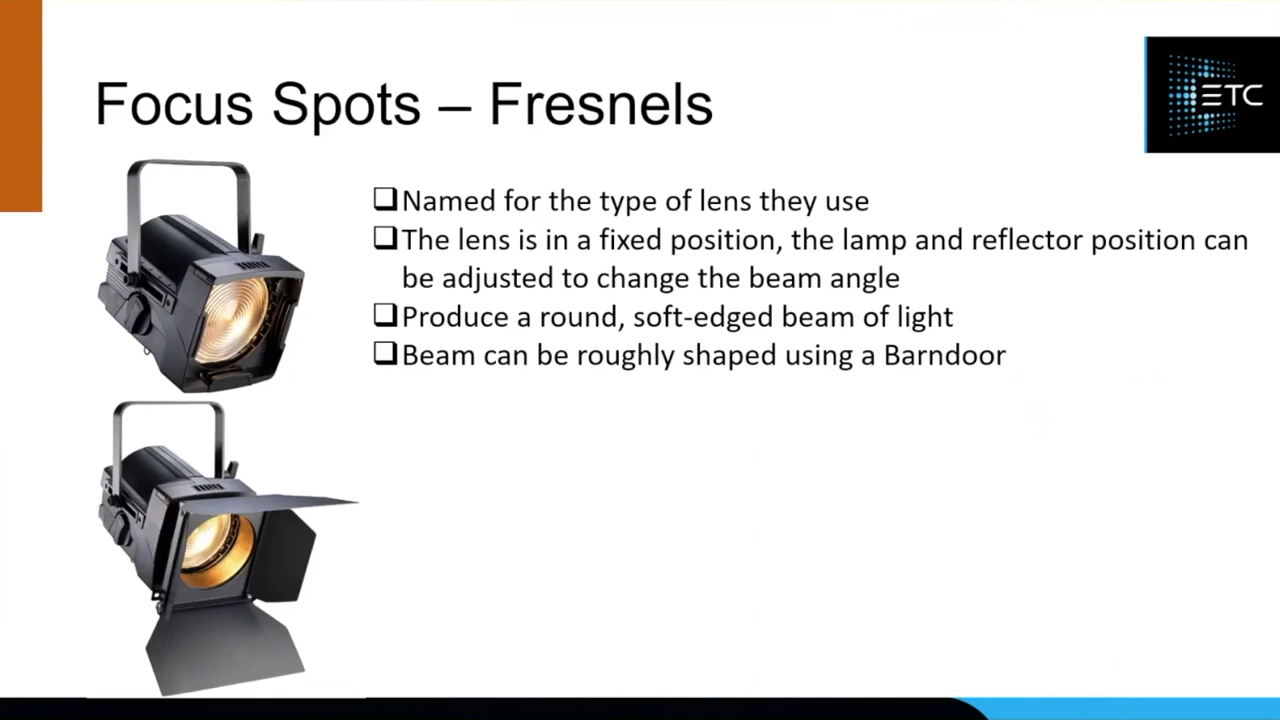 Focus Spots – Fresnels
ETC
❑Named for the type of lens they use
❑The lens is in a fixed position, the lamp and reflector position can
be adjusted to change the beam angle
❑Produce a round, soft-edged beam of light
❑Beam can be roughly shaped using a Barndoor